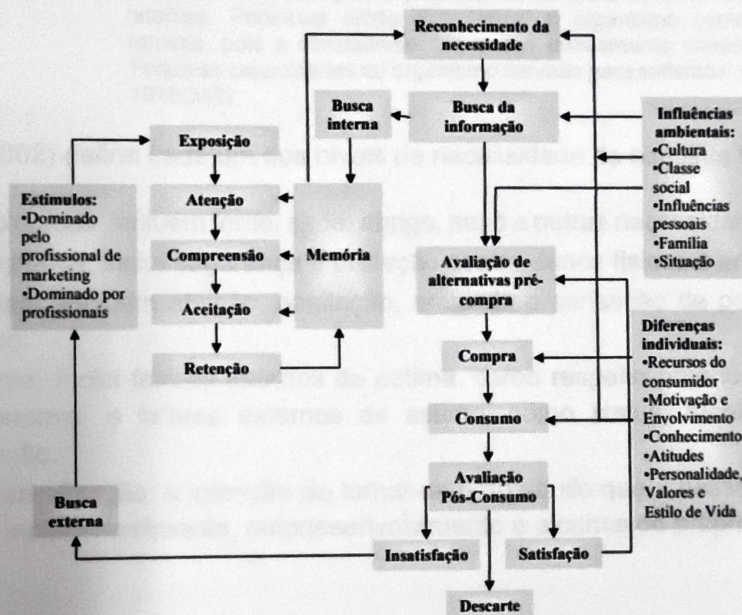 Reconhecimento da
necessidade
Busca
interna
Busca da
informação
Exposição
Atenção
Compreensão
Aceitação
Retenção
Memória
Estímulos:
•Dominado
pelo
profissional de
marketing
•Dominado por
profissionais
Influências
ambientais:
•Cultura
•Classe
social
•Influências
pessoais
•Família
•Situação
Avaliação de
alternativas pré-
compra
Compra
Consumo
Avaliação
Pós-Consumo
Diferenças
individuais:
•Recursos do
consumidor
•Motivação e
Envolvimento
•Conhecimento
•Atitudes
•Personalidade,
Valores e
Estilo de Vida
Busca
externa
Insatisfação
Satisfação
Descarte